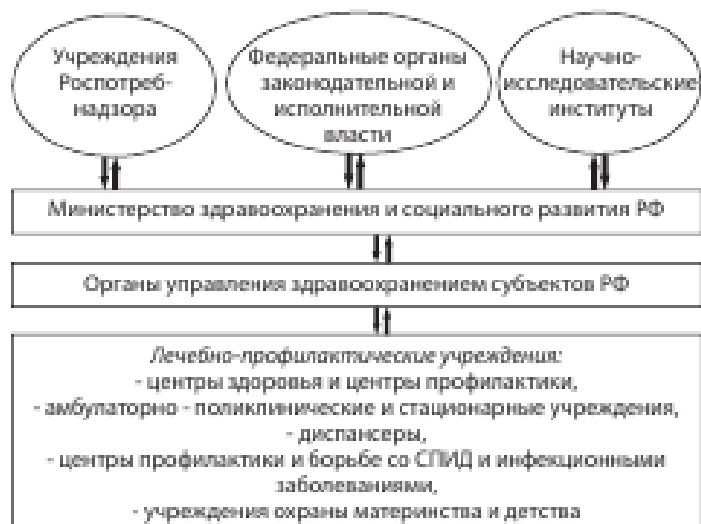 Учреждения
Роспотреб-
надзора
Федеральные органы
законодательной и
исполнительной
власти
Научно-
исследовательские
институты
Министерство здравоохранения и социального развития РФ
Органы управления здравоохранением субъектов РФ
Лечебно-профилактические учреждения:
- центры здоровья и центры профилактики,
- амбулаторно - поликлинические и стационарные учреждения,
- диспансеры,
- центры профилактики и борьбе со СПИД и инфекционными
заболеваниями,
- учреждения охраны материнства и детства